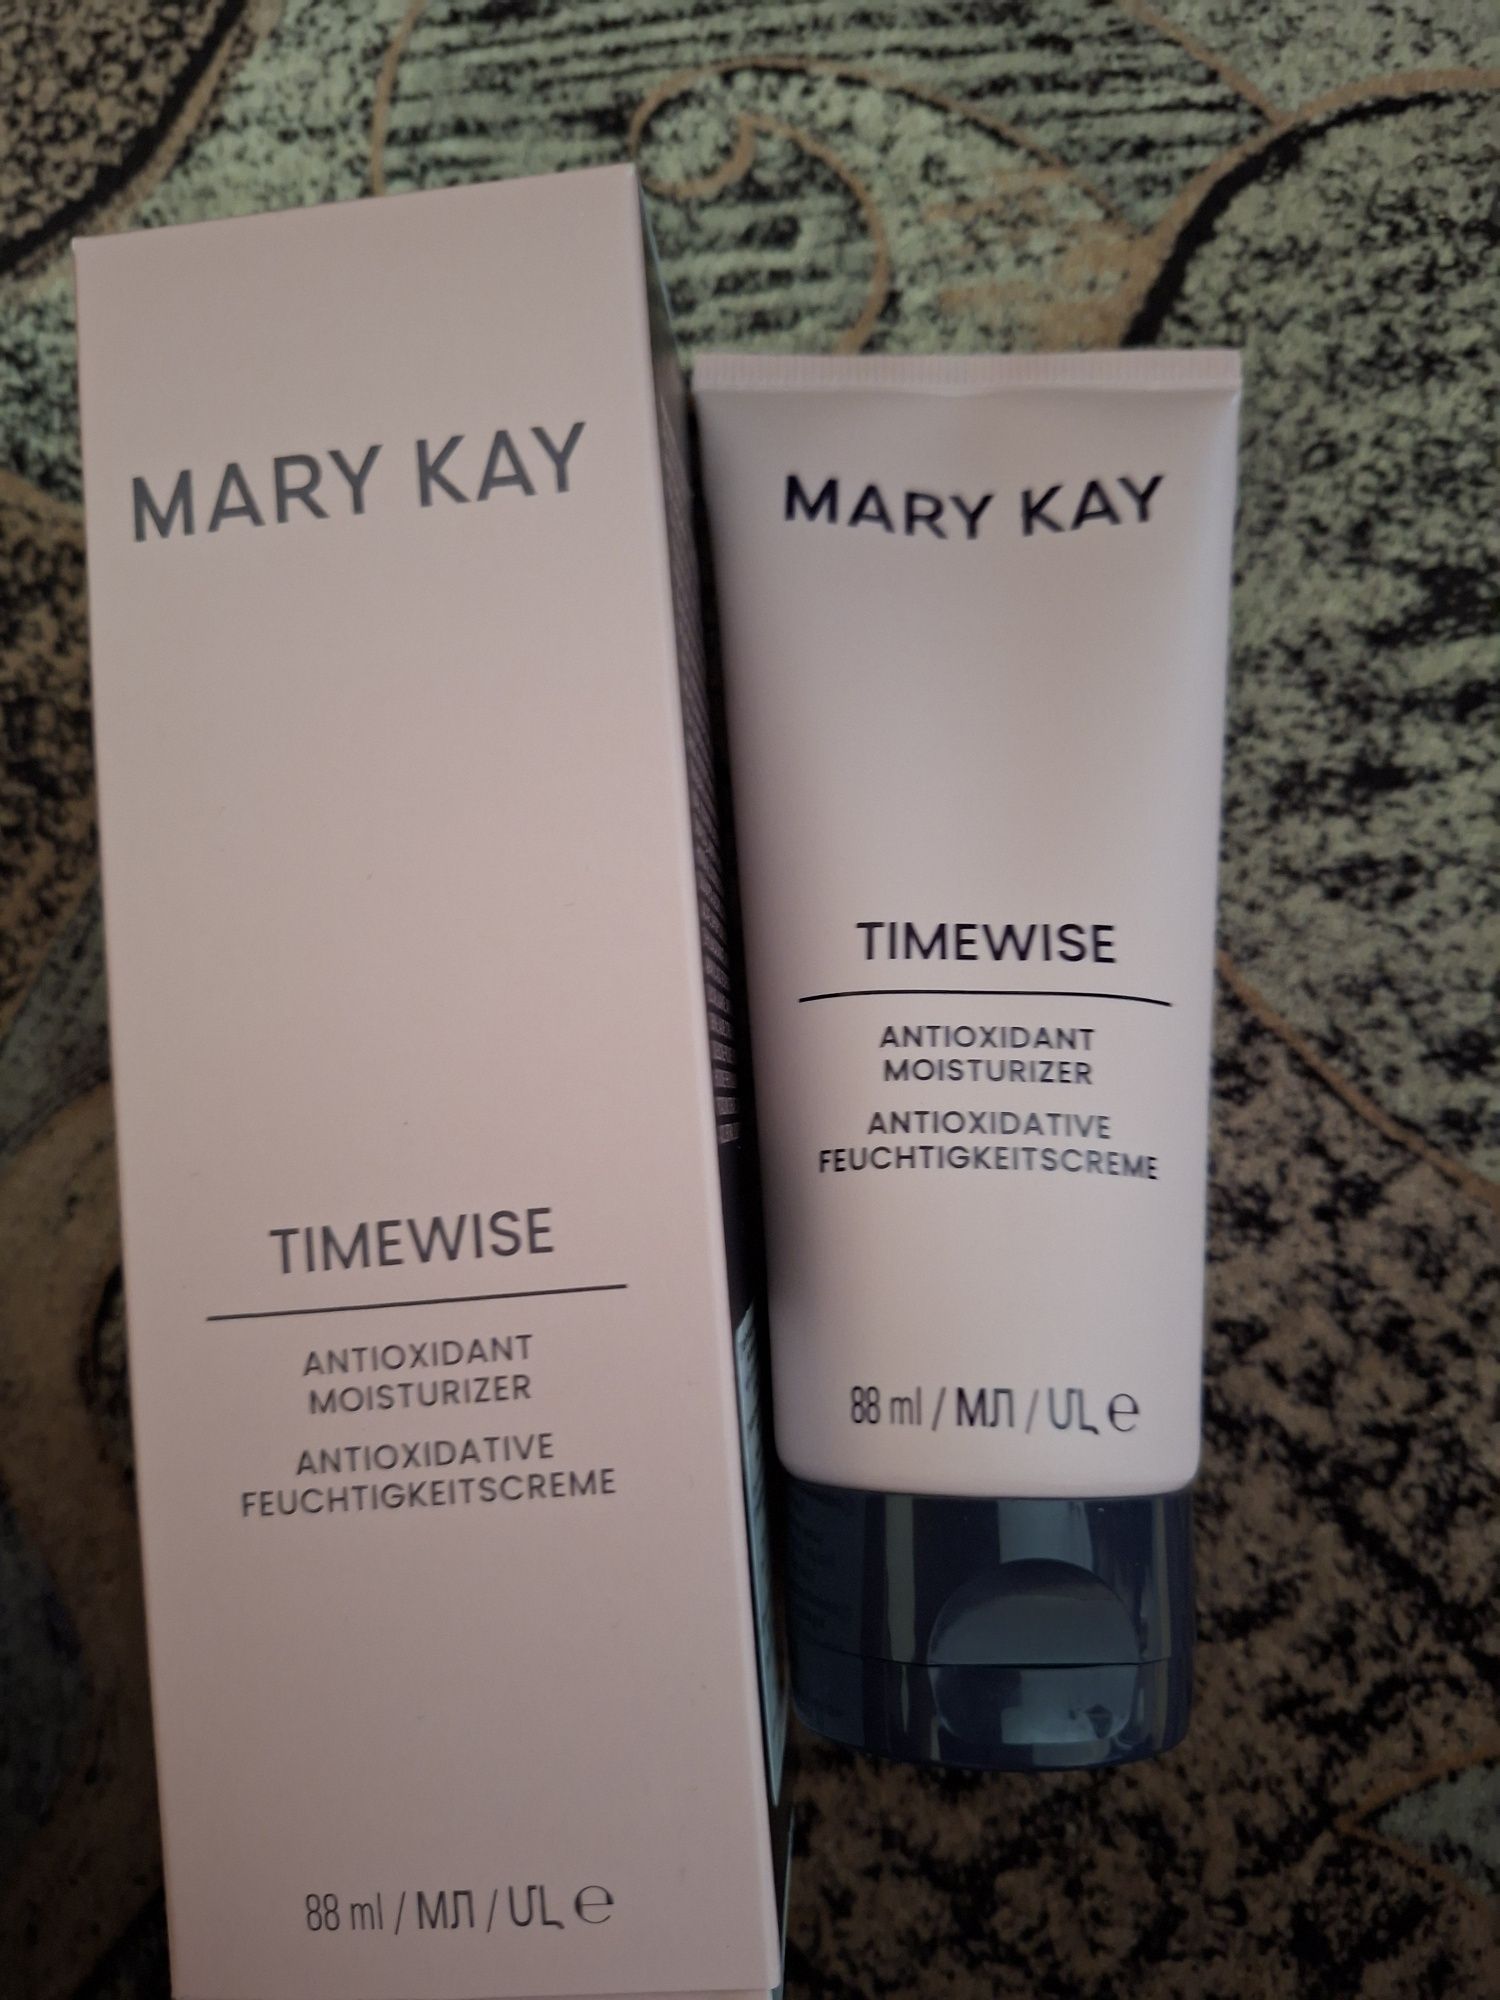 MARY KAY
TIMEWISE
ANTIOXIDANT
MOISTURIZER
ANTIOXIDATIVE
FEUCHTIGKEITSCREME
88 ml / МЛ / ՄԼ ℮
MARY KAY
TIMEWISE
ANTIOXIDANT
MOISTURIZER
ANTIOXIDATIVE
FEUCHTIGKEITSCREME
88 ml / МЛ / ՄԼ ℮